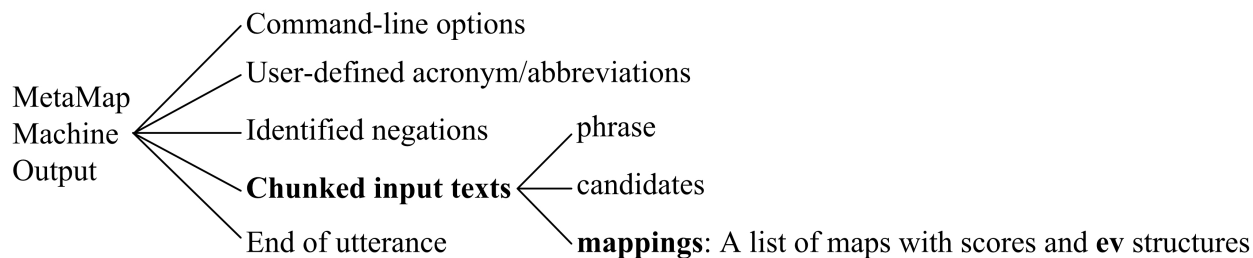 MetaMap
Machine
Output
Command-line options
User-defined acronym/abbreviations
Identified negations
Chunked input texts
End of utterance
phrase
candidates
mappings: A list of maps with scores and ev structures